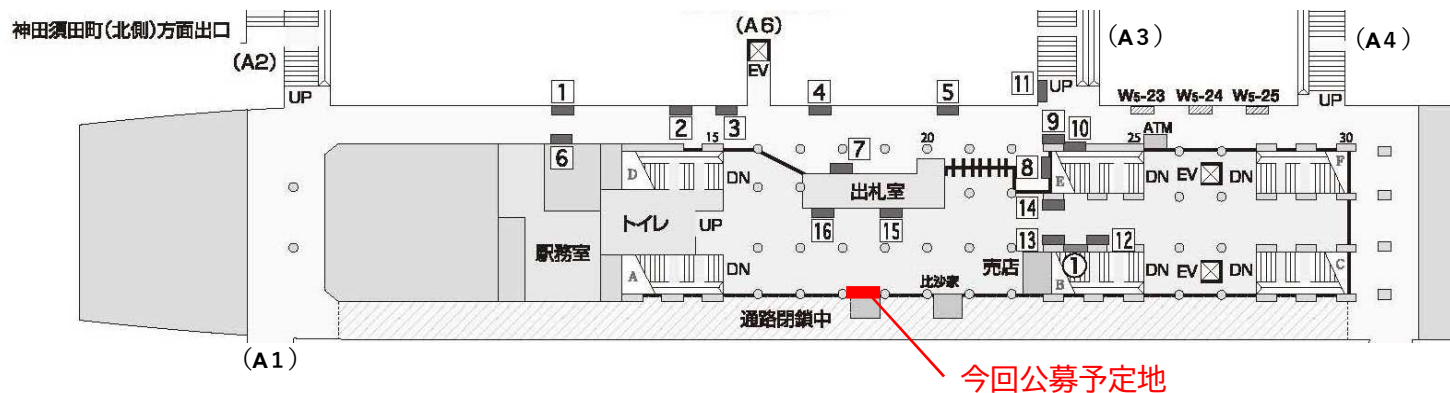 神田須田町(北側)方面出口
(A2)
UP
(A6)
EV
(A3)
UP
(A4)
UP
1
2
3
4
5
11
W5-23
W5-24
W5-25
6
15
7
20
9
10
25
ATM
30
D
DN
8
E
DN
EV
DN
F
出札室
トイレ
UP
16
15
14
駅務室
13
12
A
DN
売店
①
B
DN
EV
DN
C
比沙家
通路閉鎖中
(A1)
今回公募予定地